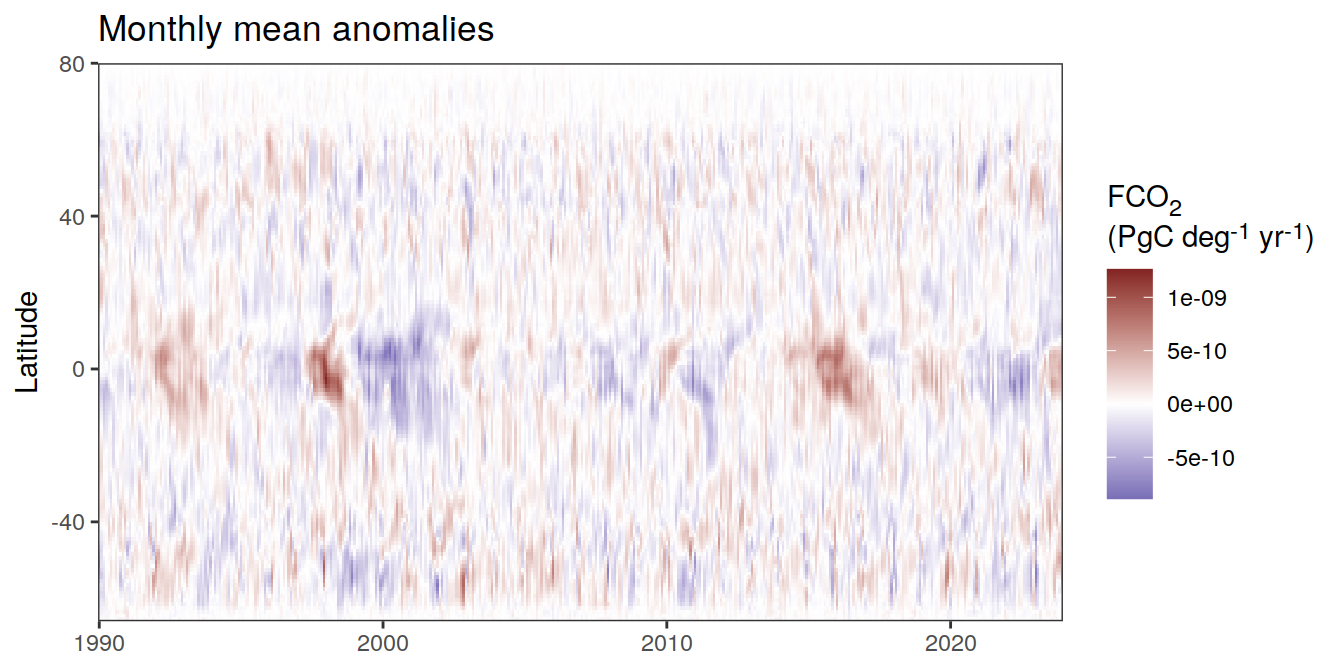 Monthly mean anomalies
80
40
0
-40
Latitude
1990
2000
2010
2020
FCO₂
(PgC deg⁻¹ yr⁻¹)
1e-09
5e-10
0e+00
-5e-10